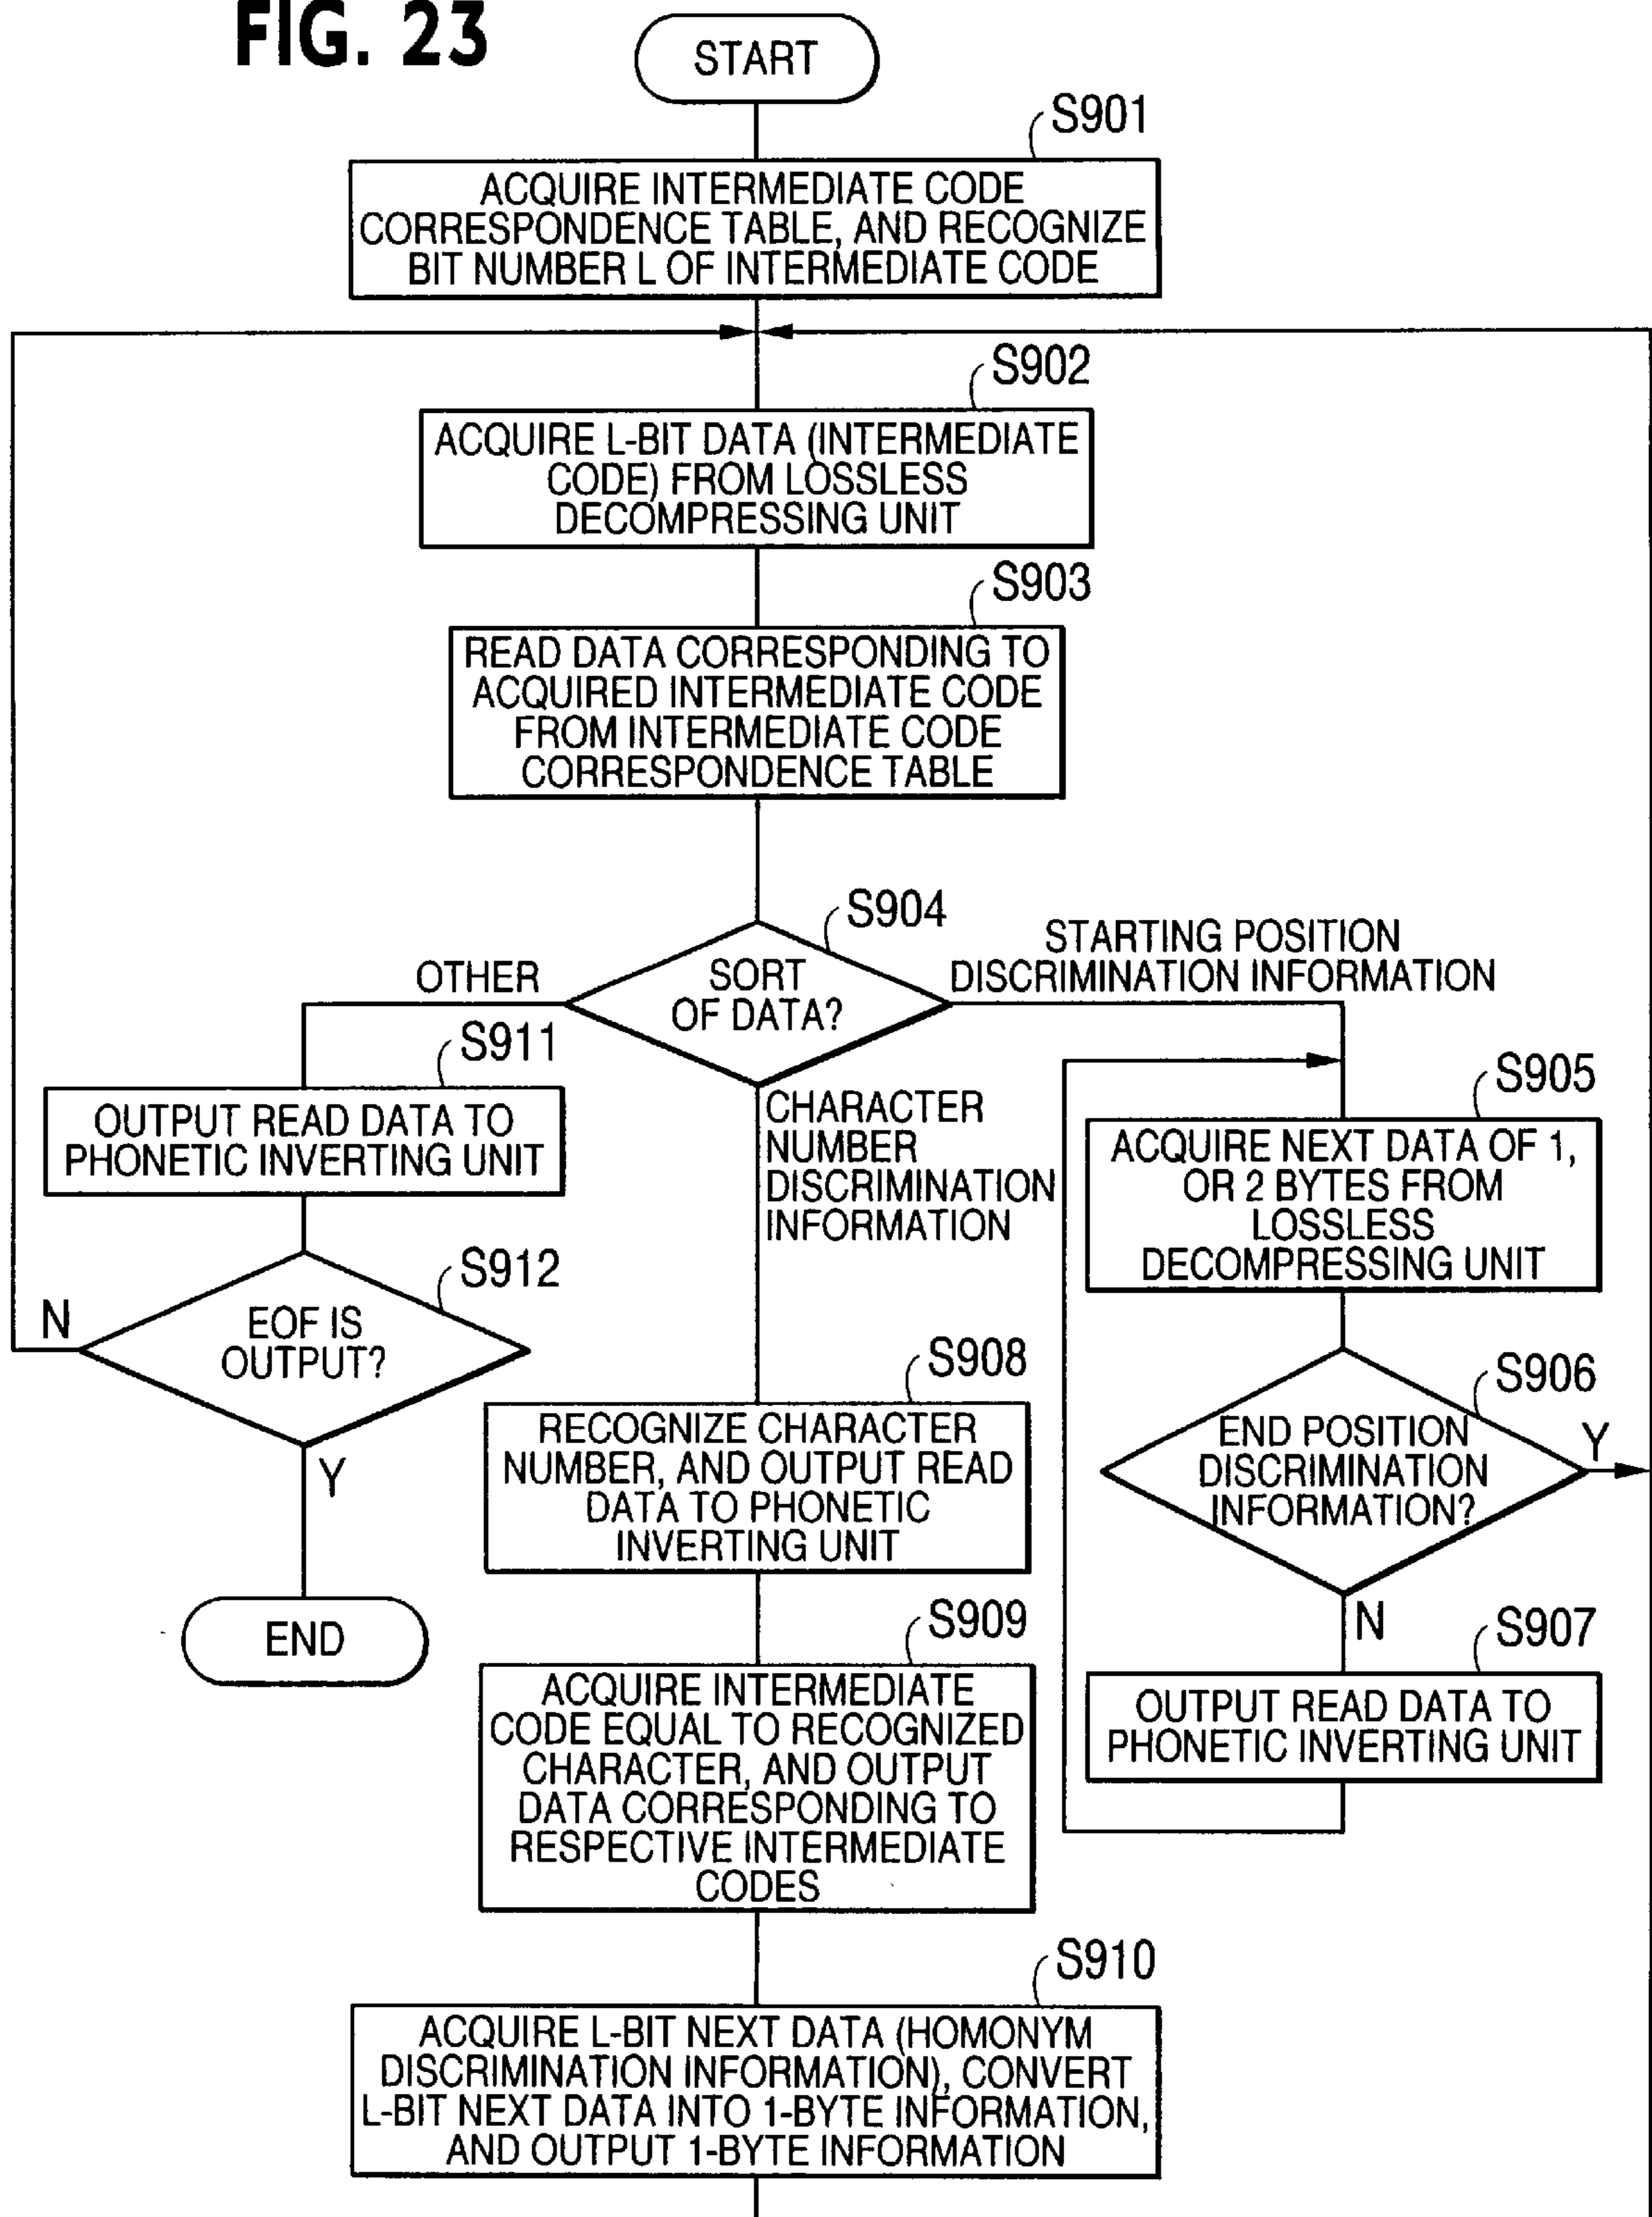 FIG. 23
START
S901
ACQUIRE INTERMEDIATE CODE
CORRESPONDENCE TABLE, AND RECOGNIZE
BIT NUMBER L OF INTERMEDIATE CODE
S902
ACQUIRE L-BIT DATA (INTERMEDIATE
CODE) FROM LOSSLESS
DECOMPRESSING UNIT
S903
READ DATA CORRESPONDING TO
ACQUIRED INTERMEDIATE CODE
FROM INTERMEDIATE CODE
CORRESPONDENCE TABLE
S904
SORT
OF DATA?
OTHER
STARTING POSITION
DISCRIMINATION INFORMATION
CHARACTER
NUMBER
DISCRIMINATION
INFORMATION
S911
OUTPUT READ DATA TO
PHONETIC INVERTING UNIT
S912
EOF IS
OUTPUT?
N
Y
END
S905
ACQUIRE NEXT DATA OF 1,
OR 2 BYTES FROM
LOSSLESS
DECOMPRESSING UNIT
S906
END POSITION
DISCRIMINATION
INFORMATION?
Y
N
S907
OUTPUT READ DATA TO
PHONETIC INVERTING UNIT
S908
RECOGNIZE CHARACTER
NUMBER, AND OUTPUT READ
DATA TO PHONETIC
INVERTING UNIT
S909
ACQUIRE INTERMEDIATE
CODE EQUAL TO RECOGNIZED
CHARACTER, AND OUTPUT
DATA CORRESPONDING TO
RESPECTIVE INTERMEDIATE
CODES
S910
ACQUIRE L-BIT NEXT DATA (HOMONYM
DISCRIMINATION INFORMATION), CONVERT
L-BIT NEXT DATA INTO 1-BYTE INFORMATION,
AND OUTPUT 1-BYTE INFORMATION